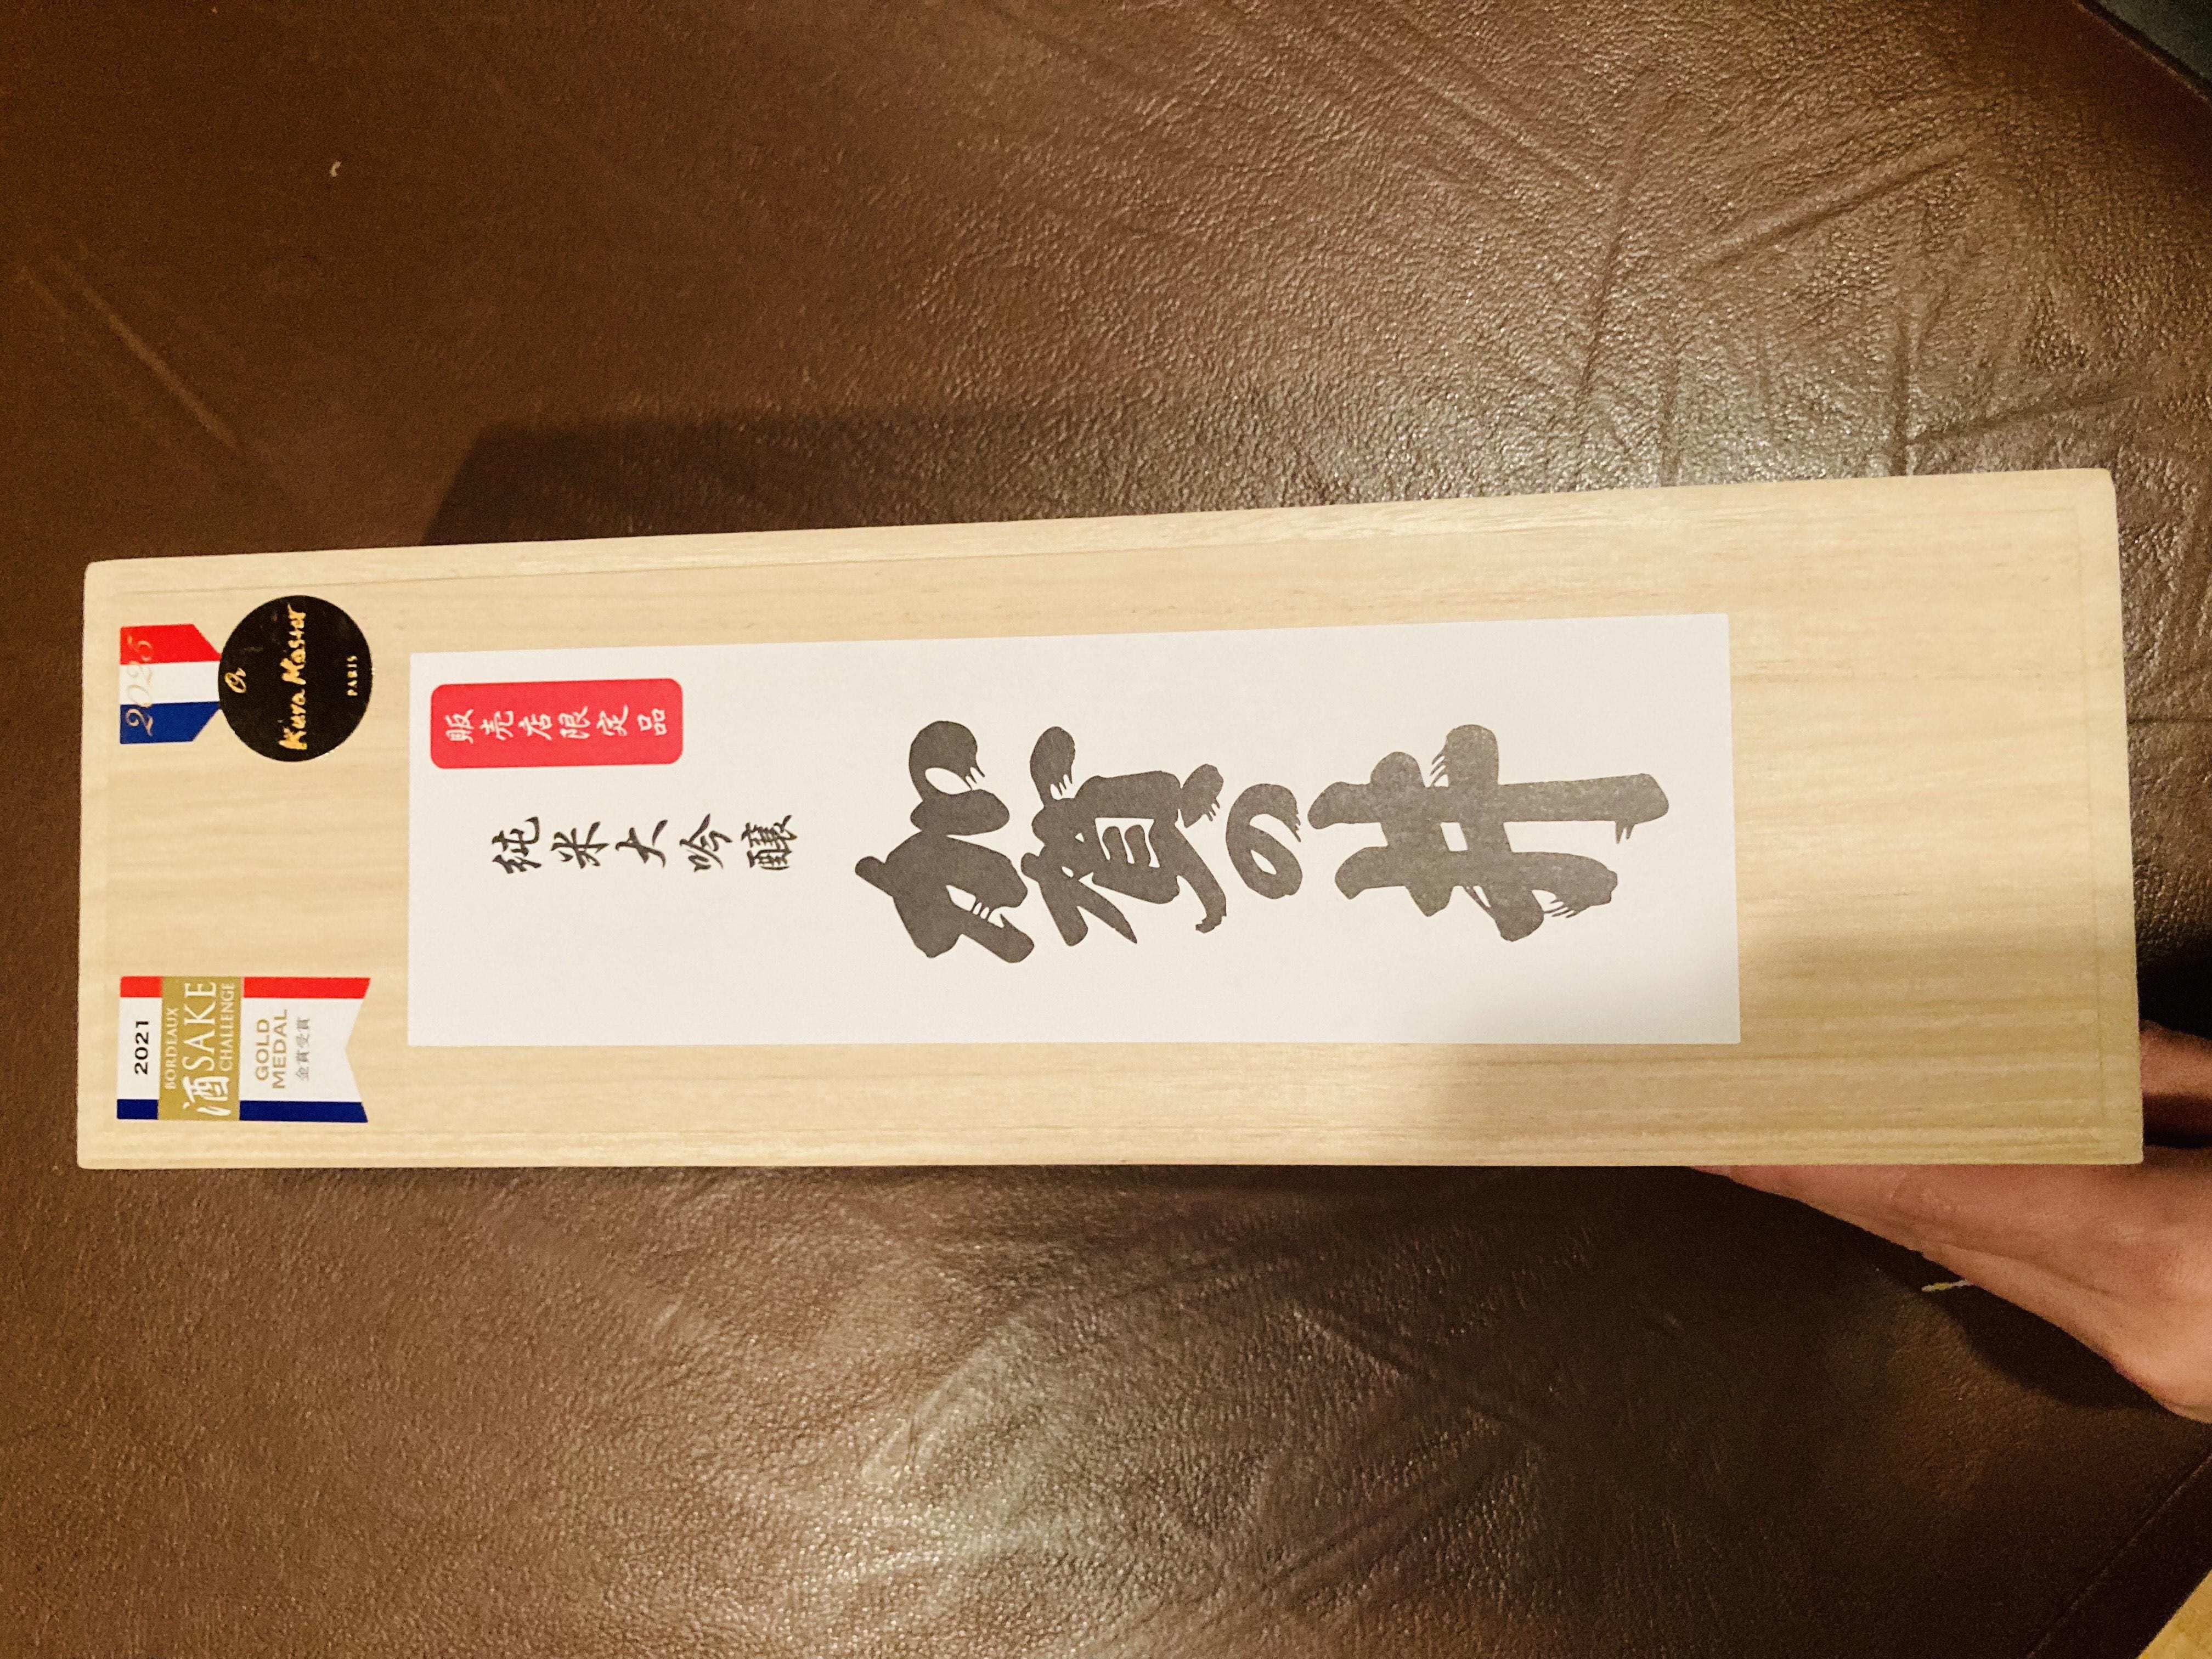 2025
Or
Kura Master
PARIS
2021
BORDEAUX
酒SAKE
CHALLENGE
GOLD
MEDAL
金賞受賞
販売店限定品
純米大吟醸
加賀の井